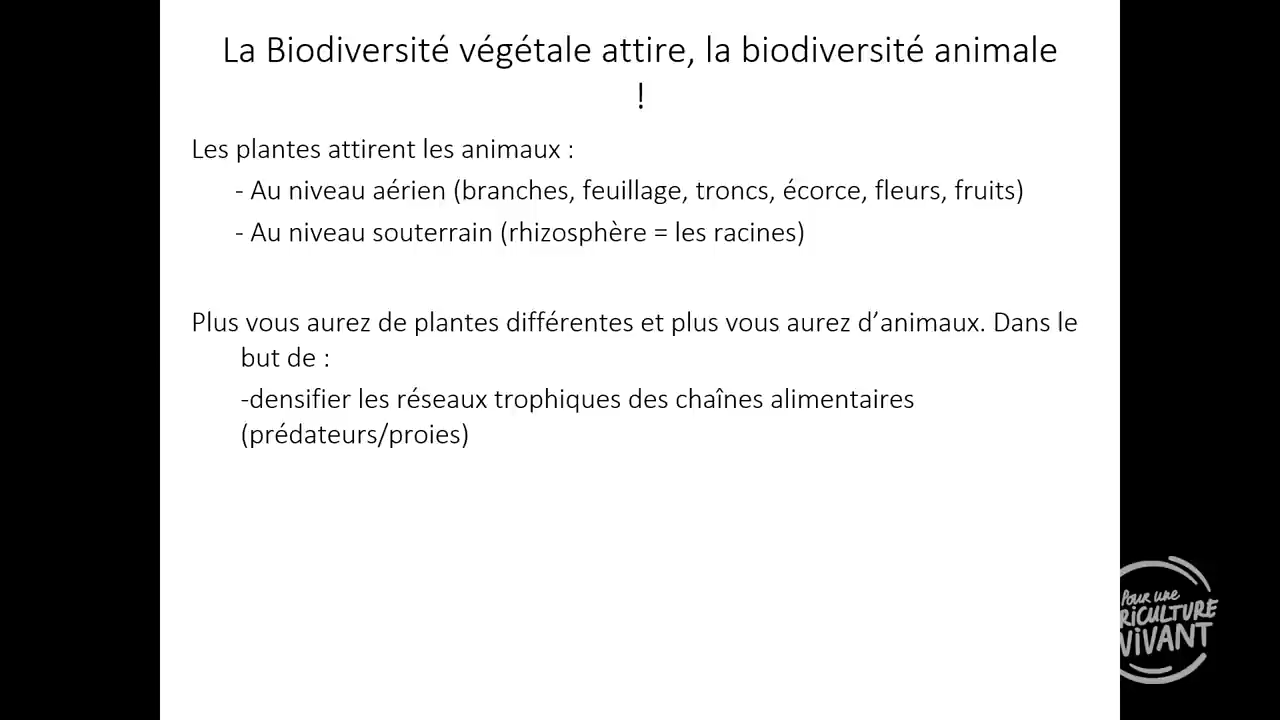 La Biodiversité végétale attire, la biodiversité animale
!
Les plantes attirent les animaux :
- Au niveau aérien (branches, feuillage, troncs, écorce, fleurs, fruits)
- Au niveau souterrain (rhizosphère = les racines)
Plus vous aurez de plantes différentes et plus vous aurez d’animaux. Dans le
but de :
-densifier les réseaux trophiques des chaînes alimentaires
(prédateurs/proies)
Pour une
RiCULTURE
ViVANT